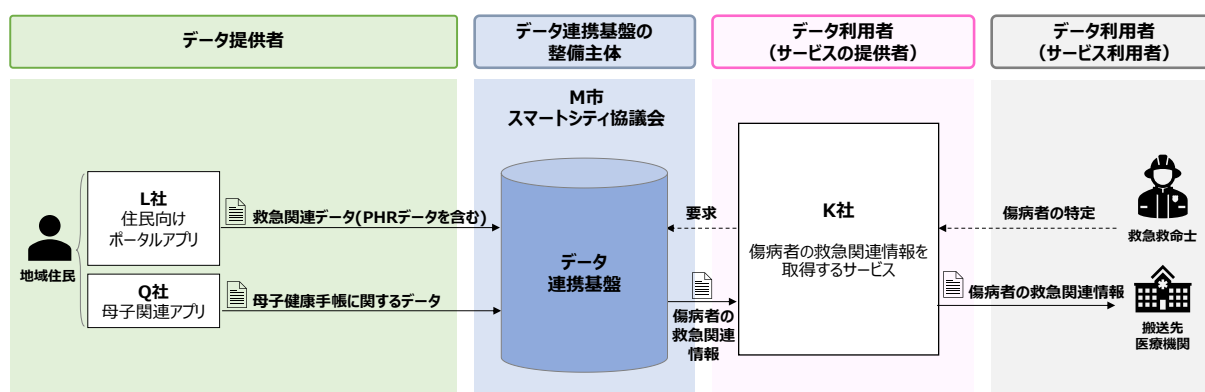 データ提供者
データ連携基盤の
整備主体
データ利用者
（サービスの提供者）
データ利用者
（サービス利用者）
M市
スマートシティ協議会
地域住民
L社
住民向け
ポータルアプリ
救急関連データ(PHRデータを含む)
Q社
母子関連アプリ
母子健康手帳に関するデータ
データ
連携基盤
要求
傷病者の
救急関連
情報
K社
傷病者の救急関連情報を
取得するサービス
傷病者の特定
救急救命士
傷病者の救急関連情報
搬送先
医療機関